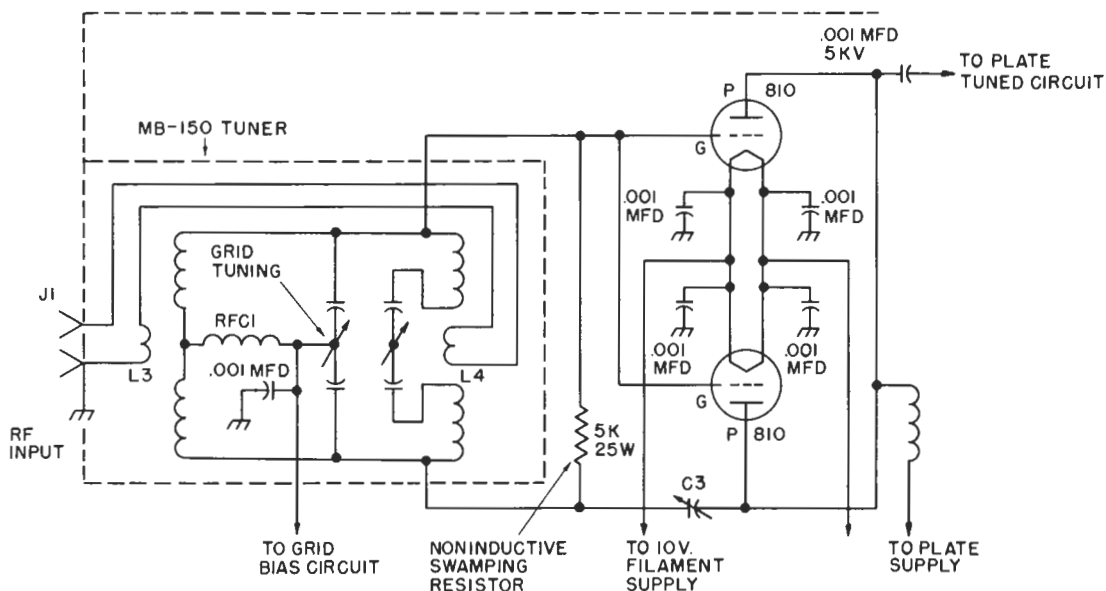 .001 MFD
5KV
TO PLATE
TUNED CIRCUIT
P 810
MB-150 TUNER
G
.001
MFD
.001
MFD
GRID
TUNING
J1
RFC1
.001
MFD
.001
MFD
L3
.001 MFD
L4
G
P 810
RF
INPUT
5K
25W
C3
TO GRID
BIAS CIRCUIT
NONINDUCTIVE
SWAMPING
RESISTOR
TO 10V.
FILAMENT
SUPPLY
TO PLATE
SUPPLY